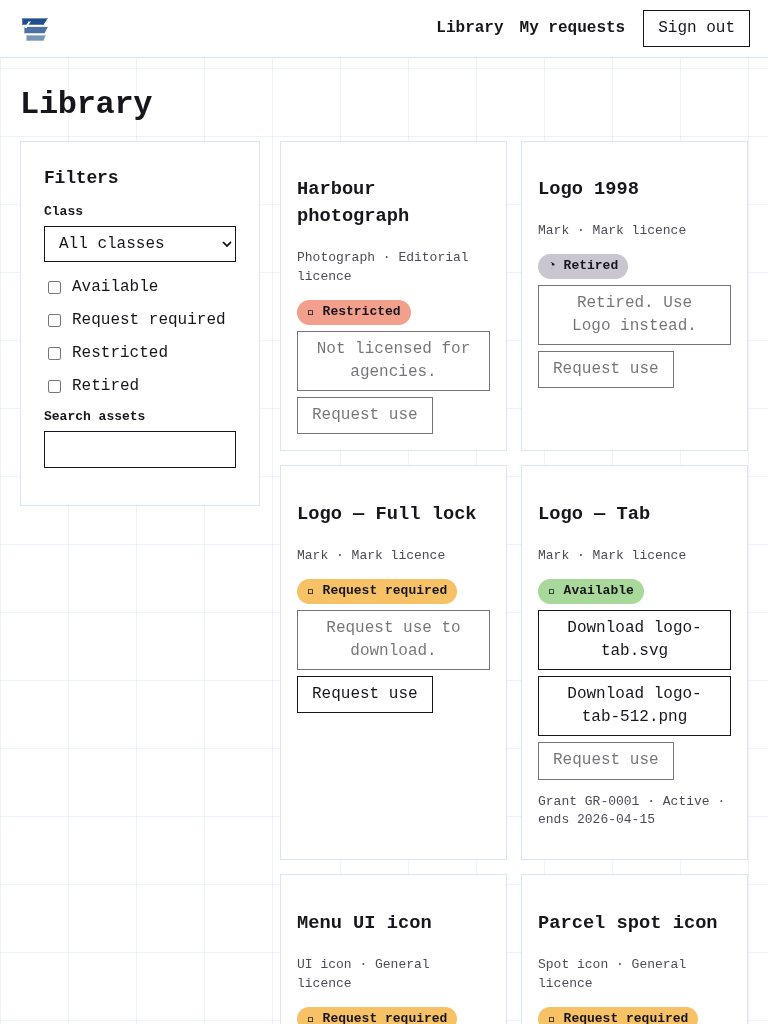 Library My requests Sign out
Library
Filters
Class
All classes
Available
Request required
Restricted
Retired
Search assets
Harbour
photograph
Photograph · Editorial
licence
Restricted
Not licensed for
agencies.
Request use
Logo 1998
Mark · Mark licence
Retired
Retired. Use
Logo instead.
Request use
Logo — Full lock
Mark · Mark licence
Request required
Request use to
download.
Request use
Logo — Tab
Mark · Mark licence
Available
Download logo-
tab.svg
Download logo-
tab-512.png
Request use
Grant GR-0001 · Active ·
ends 2026-04-15
Menu UI icon
UI icon · General
licence
Request required
Parcel spot icon
Spot icon · General
licence
Request required